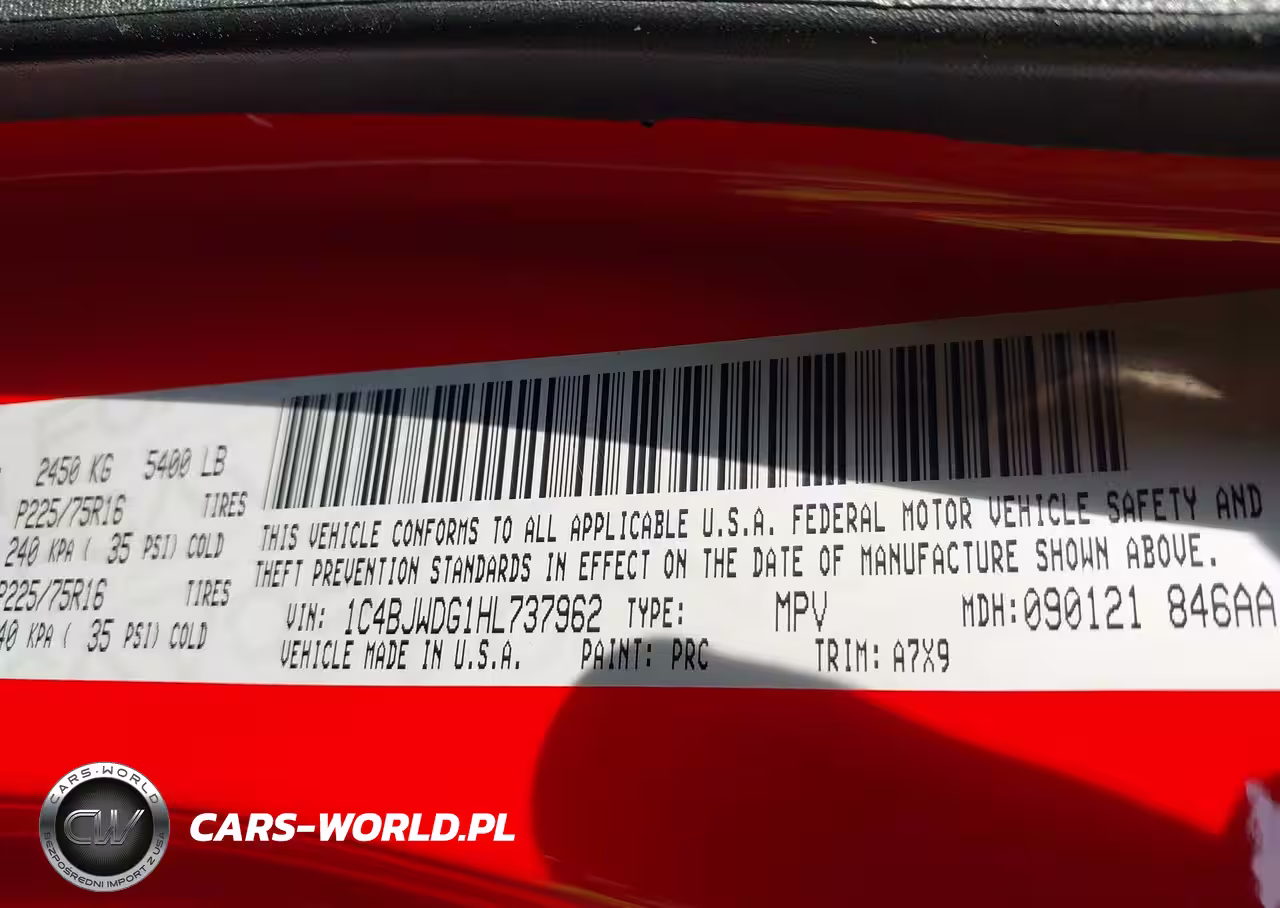 2450 KG 5400 LB
P225/75R16 TIRES
240 KPA ( 35 PSI) COLD
P225/75R16 TIRES
40 KPA ( 35 PSI) COLD
THIS VEHICLE CONFORMS TO ALL APPLICABLE U.S.A. FEDERAL MOTOR VEHICLE SAFETY AND
THEFT PREVENTION STANDARDS IN EFFECT ON THE DATE OF MANUFACTURE SHOWN ABOVE.
VIN: 1C4BJWDG1HL737962 TYPE: MPV MDH:090121 846AA
VEHICLE MADE IN U.S.A. PAINT: PRC TRIM: A7X9
CARS-WORLD
CW
BEZPOŚREDNI IMPORT Z USA
CARS-WORLD.PL